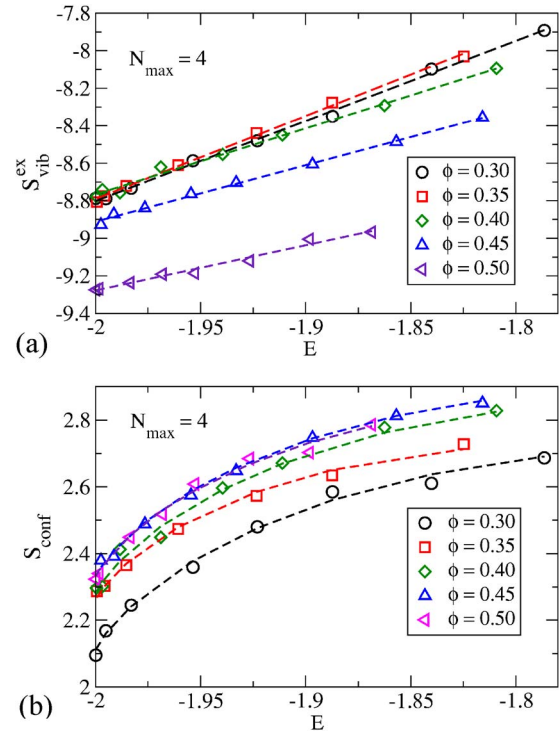 -7.8
N_max = 4
-8
-8.2
-8.4
S_vib^ex
-8.6
-8.8
-9
-9.2
-9.4
ϕ = 0.30
ϕ = 0.35
ϕ = 0.40
ϕ = 0.45
ϕ = 0.50
-2 -1.95 -1.9 -1.85 -1.8
(a) E
N_max = 4
2.8
2.6
S_conf
2.4
2.2
2
ϕ = 0.30
ϕ = 0.35
ϕ = 0.40
ϕ = 0.45
ϕ = 0.50
-2 -1.95 -1.9 -1.85 -1.8
(b) E